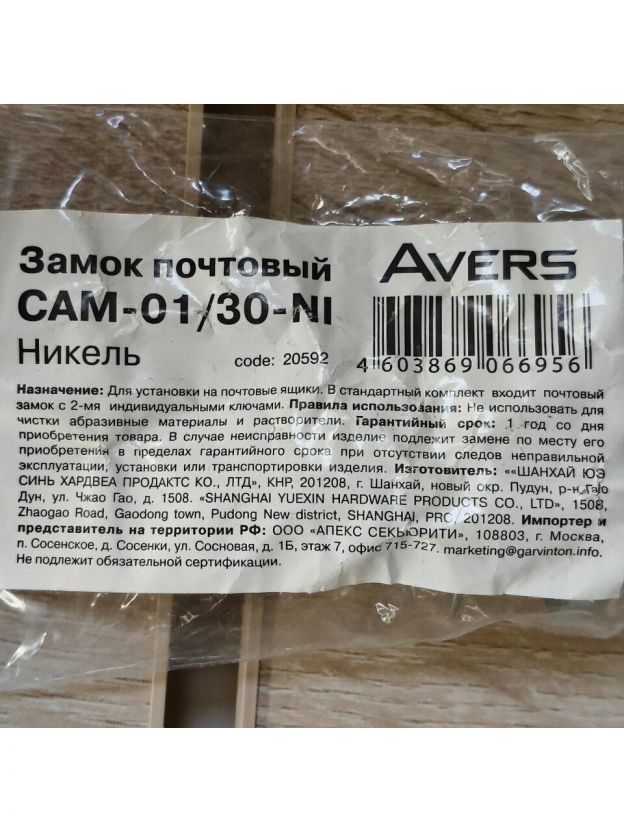 Замок почтовый
AVERS
CAM-01/30-NI
Никель
code: 20592
4 603869 066956
Назначение: Для установки на почтовые ящики. В стандартный комплект входит почтовый
замок с 2-мя индивидуальными ключами. Правила использования: Не использовать для
чистки абразивные материалы и растворители. Гарантийный срок: 1 год со дня
приобретения товара. В случае неисправности изделие подлежит замене по месту его
приобретения в пределах гарантийного срока при отсутствии следов неправильной
эксплуатации, установки или транспортировки изделия. Изготовитель: ««ШАНХАЙ ЮЭ
СИНЬ ХАРДВЕА ПРОДАКТС КО., ЛТД», КНР, 201208, г. Шанхай, новый окр. Пудун, р-н Гао
Дун, ул. Чжао Гао, д. 1508. «SHANGHAI YUEXIN HARDWARE PRODUCTS CO., LTD», 1508,
Zhaogao Road, Gaodong town, Pudong New district, SHANGHAI, PRC, 201208. Импортер и
представитель на территории РФ: ООО «АПЕКС СЕКЬЮРИТИ», 108803, г. Москва,
п. Сосенское, д. Сосенки, ул. Сосновая, д. 1Б, этаж 7, офис 715-727. marketing@garvinton.info.
Не подлежит обязательной сертификации.